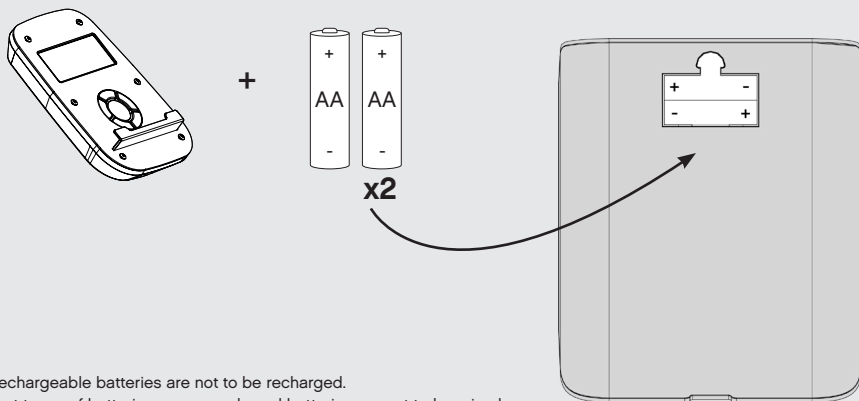 +
+ +
AA AA
- -
x2
+ -
- +
echargeable batteries are not to be recharged.